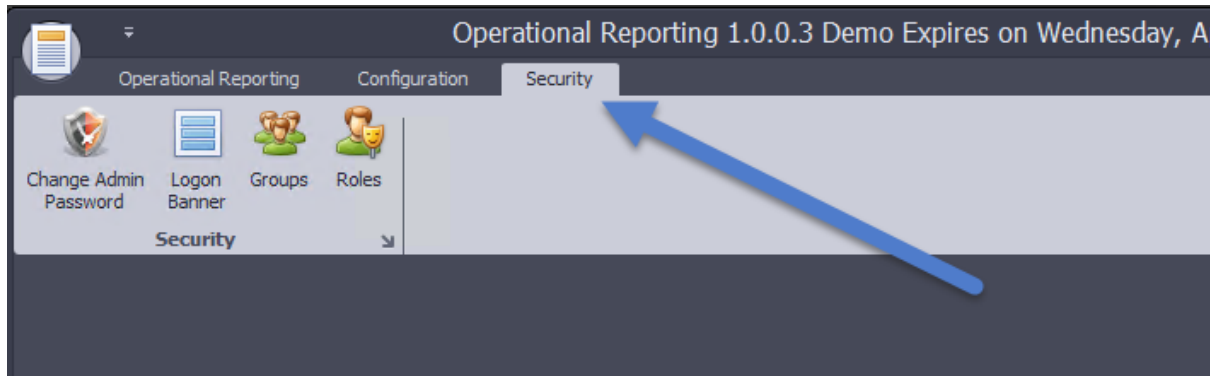 Operational Reporting 1.0.0.3 Demo Expires on Wednesday, A
Operational Reporting Configuration Security
Change Admin Logon Groups Roles
Password Banner
Security